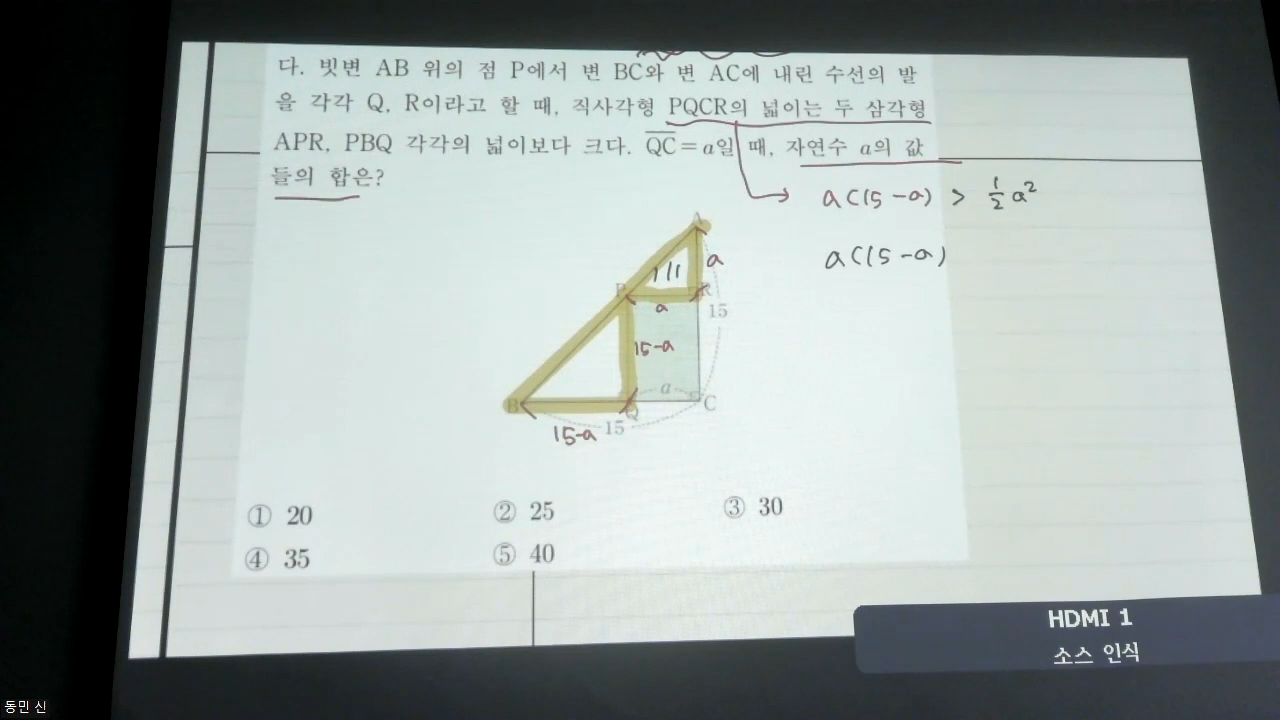 다. 빗변 AB 위의 점 P에서 변 BC와 변 AC에 내린 수선의 발
을 각각 Q, R이라고 할 때, 직사각형 PQCR의 넓이는 두 삼각형
APR, PBQ 각각의 넓이보다 크다. QC=a일 때, 자연수 a의 값
들의 합은?
a(15-a) > ½a²
a(15-a)
A
a
P
R
a
15
15-a
a
B
Q
C
15-a
15
① 20
② 25
③ 30
④ 35
⑤ 40
HDMI 1
소스 인식
동민 신